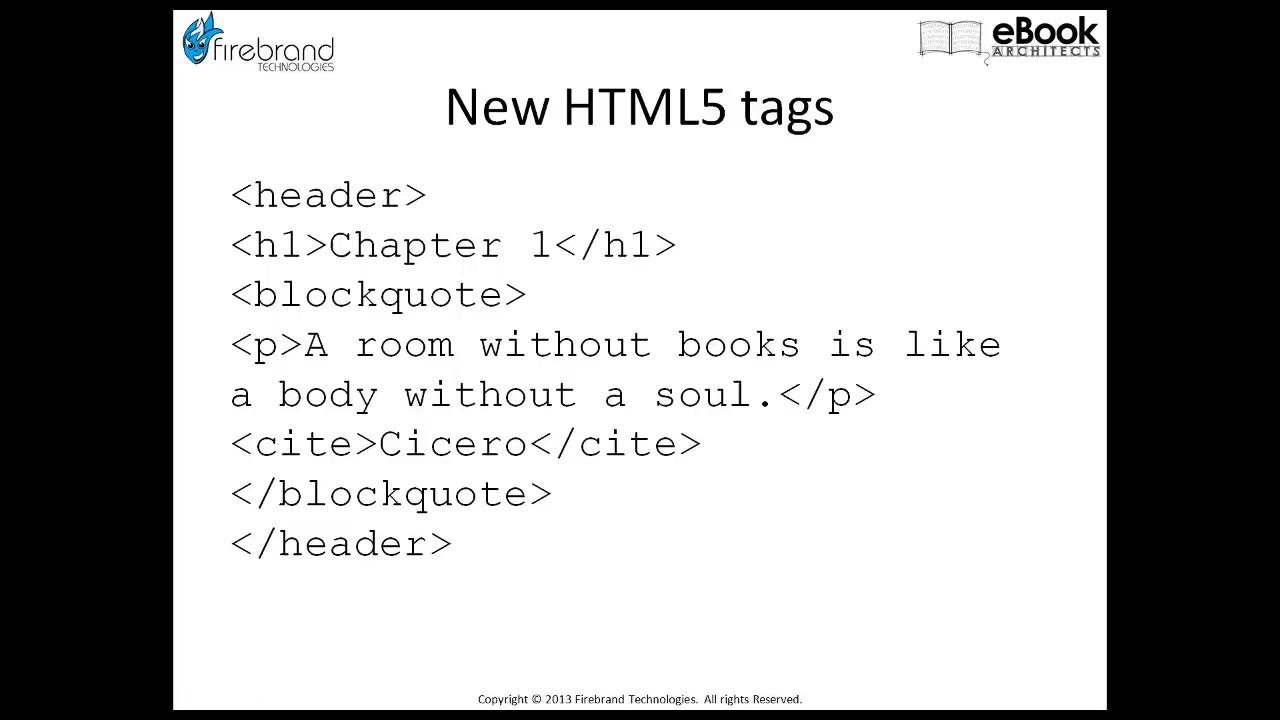 firebrand
TECHNOLOGIES
eBook
ARCHITECTS
New HTML5 tags
<header>
<h1>Chapter 1</h1>
<blockquote>
<p>A room without books is like
a body without a soul.</p>
<cite>Cicero</cite>
</blockquote>
</header>
Copyright © 2013 Firebrand Technologies. All rights Reserved.